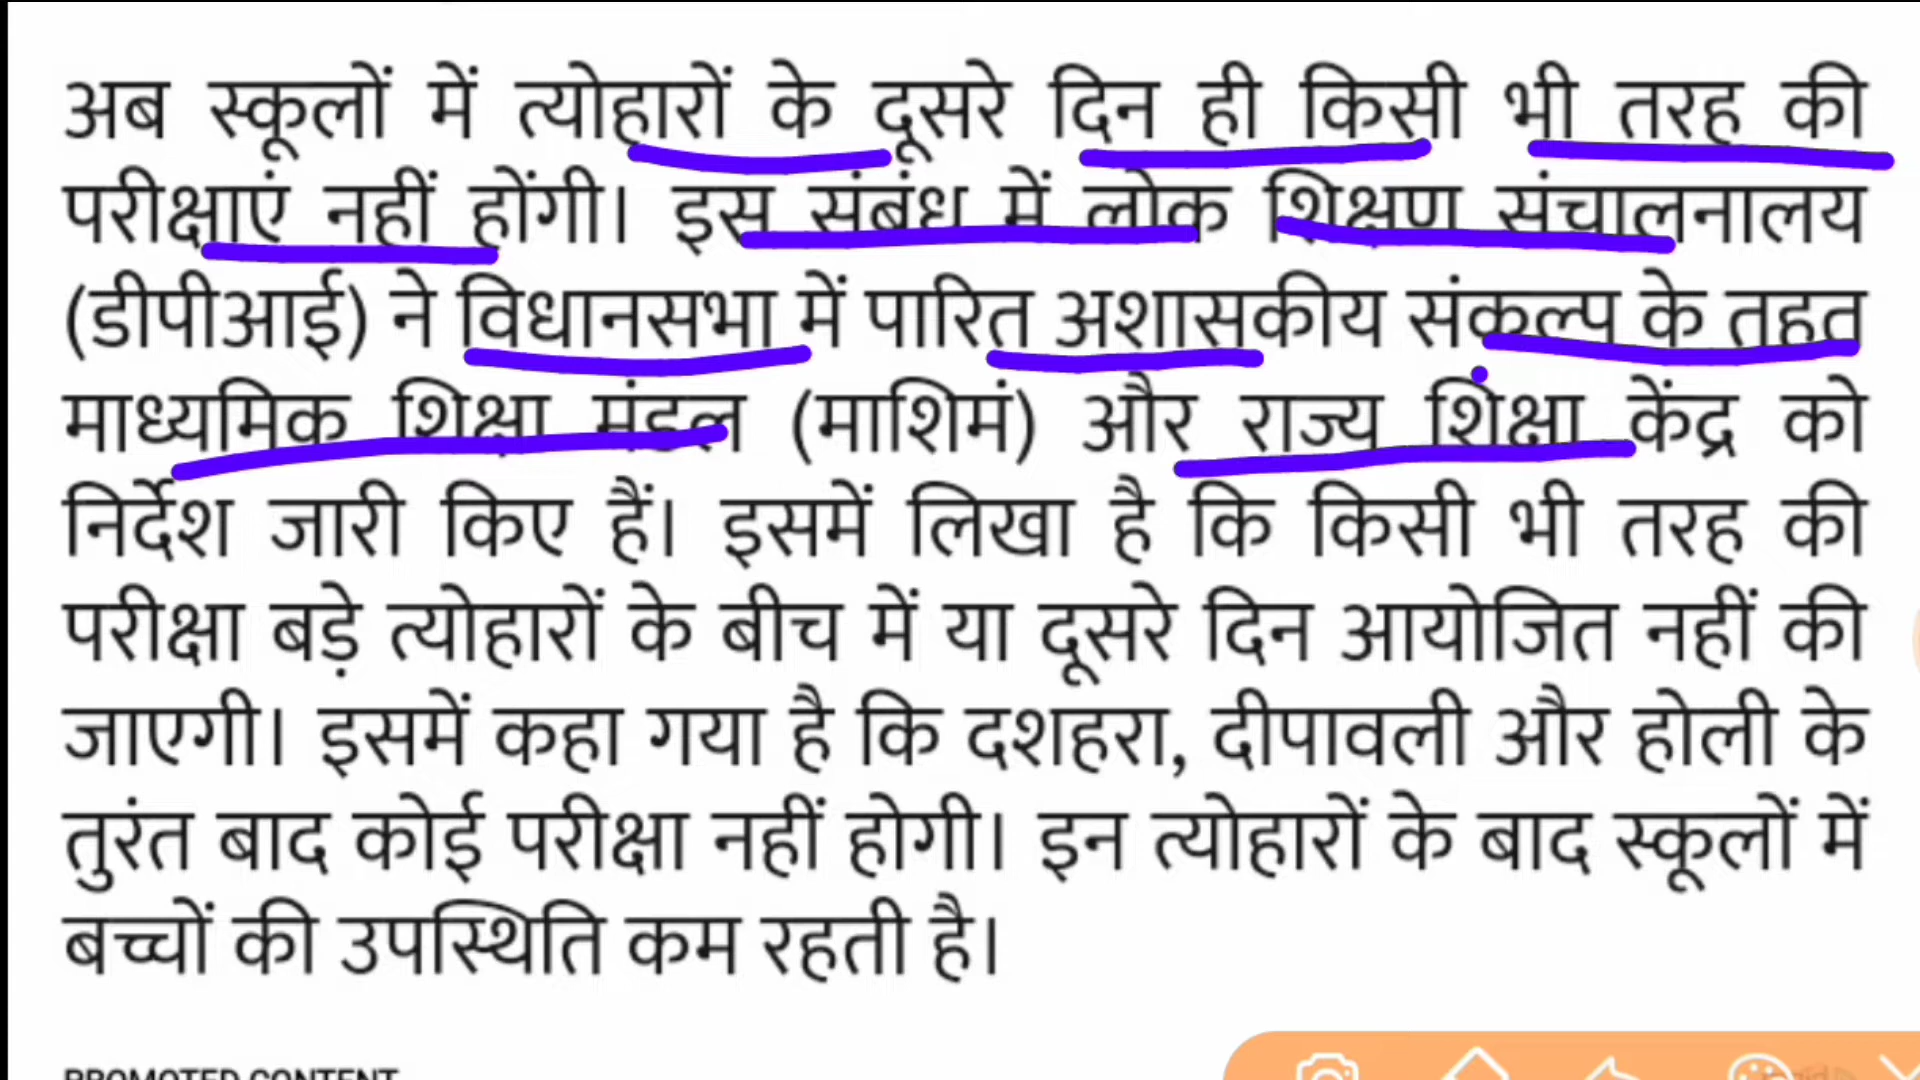 अब स्कूलों में त्योहारों के दूसरे दिन ही किसी भी तरह की
परीक्षाएं नहीं होंगी। इस संबंध में लोक शिक्षण संचालनालय
(डीपीआई) ने विधानसभा में पारित अशासकीय संकल्प के तहत
माध्यमिक शिक्षा मंडल (माशिमं) और राज्य शिक्षा केंद्र को
निर्देश जारी किए हैं। इसमें लिखा है कि किसी भी तरह की
परीक्षा बड़े त्योहारों के बीच में या दूसरे दिन आयोजित नहीं की
जाएगी। इसमें कहा गया है कि दशहरा, दीपावली और होली के
तुरंत बाद कोई परीक्षा नहीं होगी। इन त्योहारों के बाद स्कूलों में
बच्चों की उपस्थिति कम रहती है।
PROMOTED CONTENT